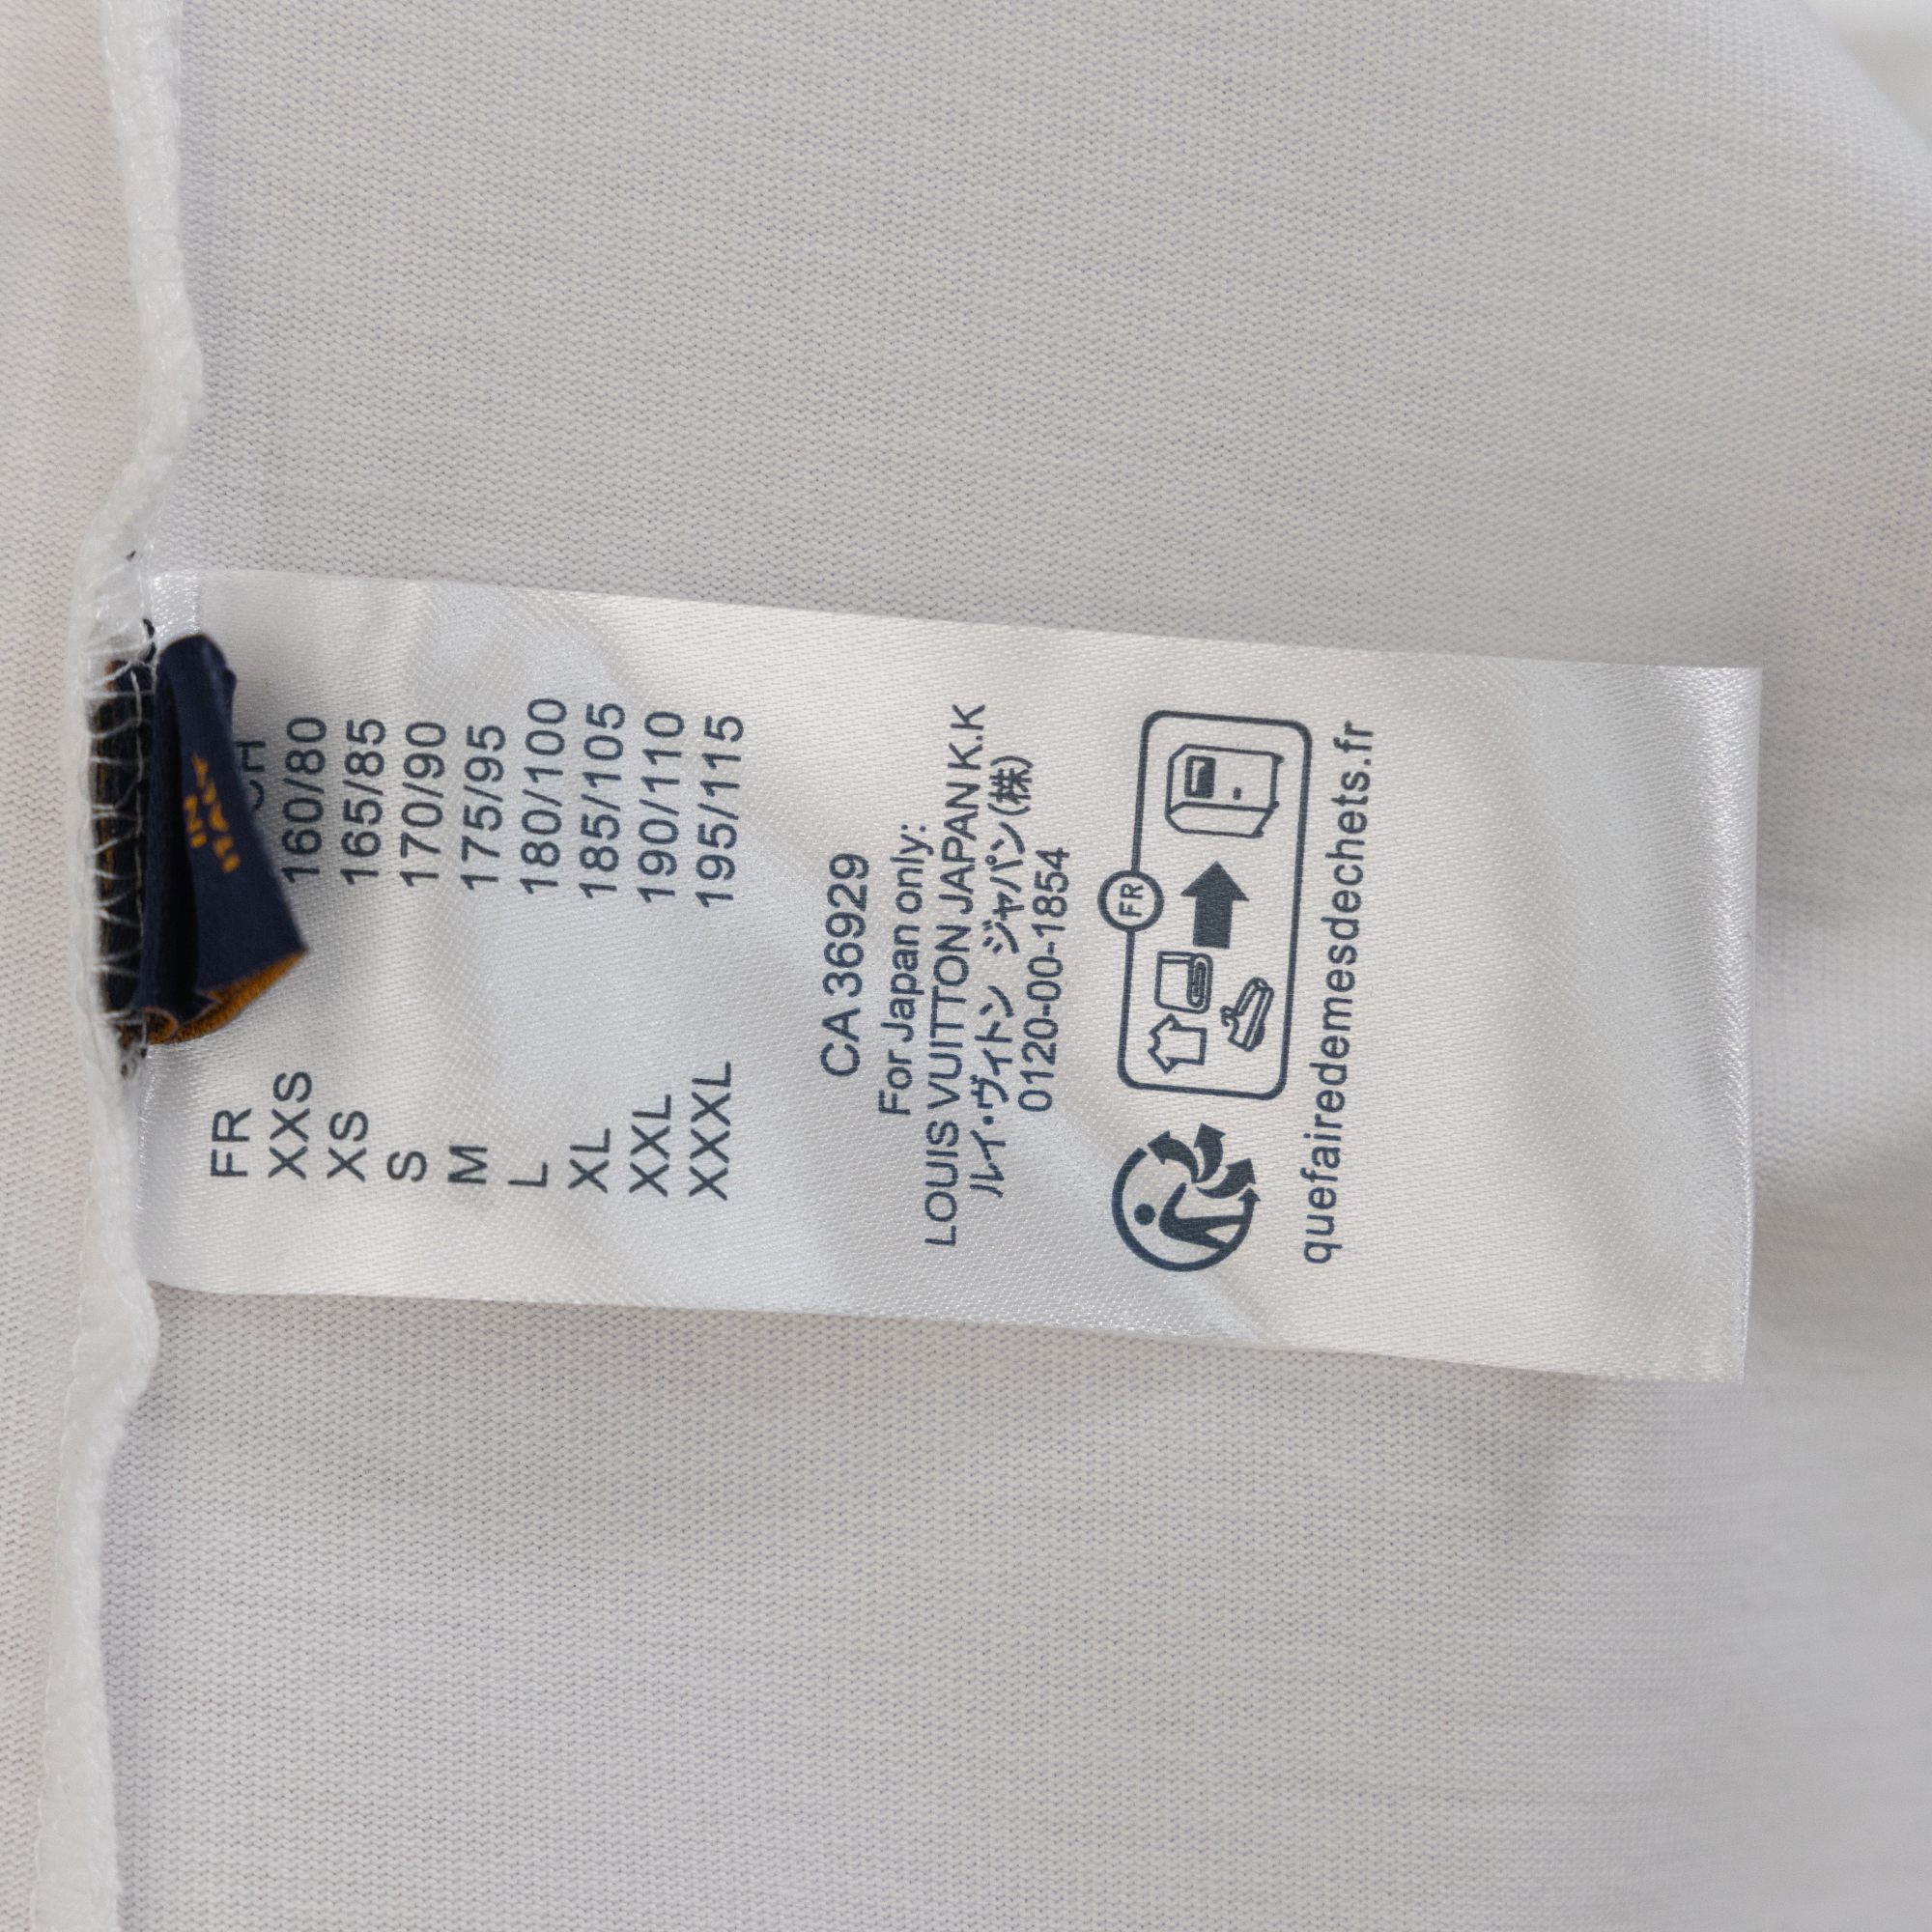 FR CH
XXS 160/80
XS 165/85
S 170/90
M 175/95
L 180/100
XL 185/105
XXL 190/110
XXXL 195/115
CA 36929
For Japan only:
LOUIS VUITTON JAPAN K.K
ルイ・ヴィトン ジャパン(株)
0120-00-1854
FR
quefairedemesdechets.fr
IN
ITALY